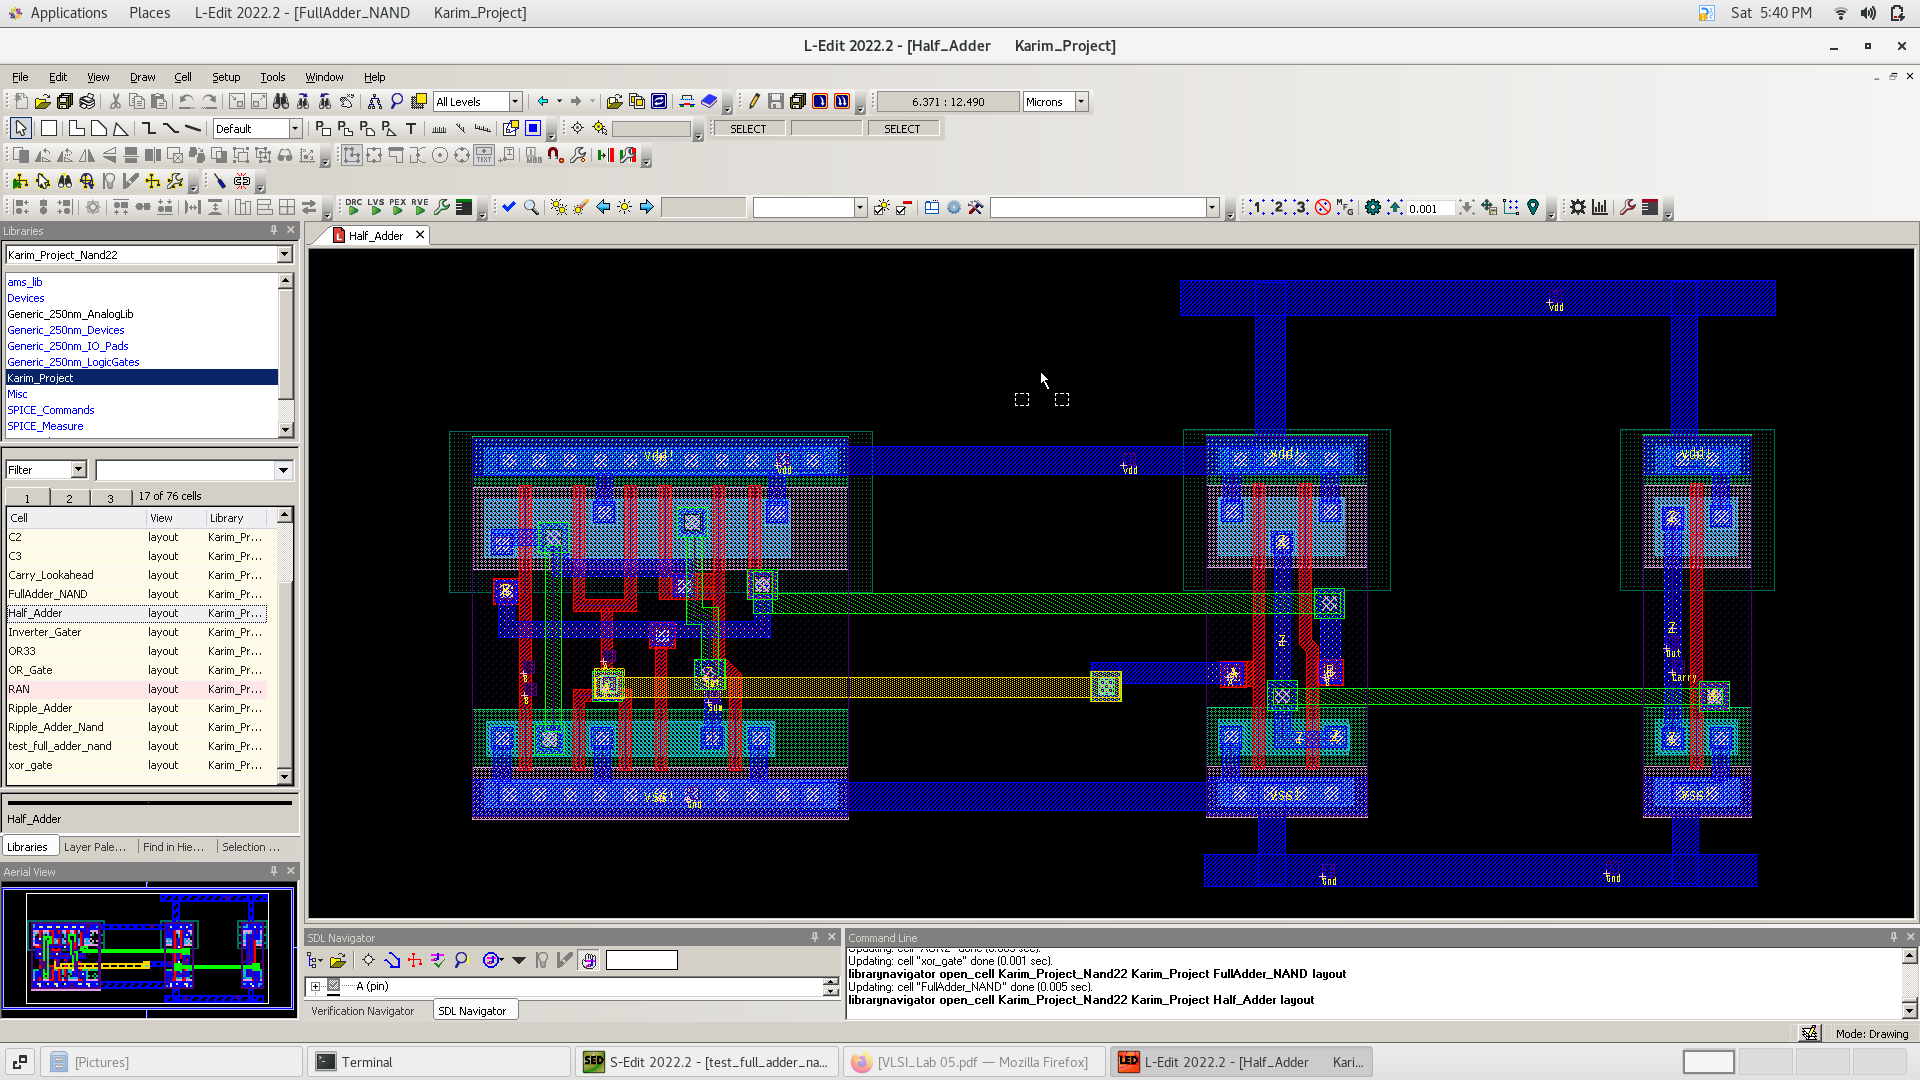 Applications Places L-Edit 2022.2 - [FullAdder_NAND Karim_Project] Sat 5:40 PM
L-Edit 2022.2 - [Half_Adder Karim_Project]
File Edit View Draw Cell Setup Tools Window Help
All Levels 6.371 : 12.490 Microns
Default T SELECT SELECT
TEXT
DRC LVS PEX RVE 1 2 3 0.001
Libraries
Half_Adder
Karim_Project_Nand22
ams_lib
Devices
Generic_250nm_AnalogLib
Generic_250nm_Devices
Generic_250nm_IO_Pads
Generic_250nm_LogicGates
Karim_Project
Misc
SPICE_Commands
SPICE_Measure
Filter
1 2 3 17 of 76 cells
Cell View Library
C2 layout Karim_Pr...
C3 layout Karim_Pr...
Carry_Lookahead layout Karim_Pr...
FullAdder_NAND layout Karim_Pr...
Half_Adder layout Karim_Pr...
Inverter_Gater layout Karim_Pr...
OR33 layout Karim_Pr...
OR_Gate layout Karim_Pr...
RAN layout Karim_Pr...
Ripple_Adder layout Karim_Pr...
Ripple_Adder_Nand layout Karim_Pr...
test_full_adder_nand layout Karim_Pr...
xor_gate layout Karim_Pr...
Half_Adder
Libraries Layer Pale... Find in Hie... Selection ...
Aerial View
Vdd
Vdd
Vdd
Z
Out
Carry
Sum
Gnd
Gnd
Gnd
SDL Navigator
A (pin)
Verification Navigator SDL Navigator
Command Line
Updating: cell "xor_gate" done (0.001 sec).
librarynavigator open_cell Karim_Project_Nand22 Karim_Project FullAdder_NAND layout
Updating: cell "FullAdder_NAND" done (0.005 sec).
librarynavigator open_cell Karim_Project_Nand22 Karim_Project Half_Adder layout
Mode: Drawing
[Pictures] Terminal S-Edit 2022.2 - [test_full_adder_na... [VLSI_Lab 05.pdf — Mozilla Firefox] L-Edit 2022.2 - [Half_Adder Kari...